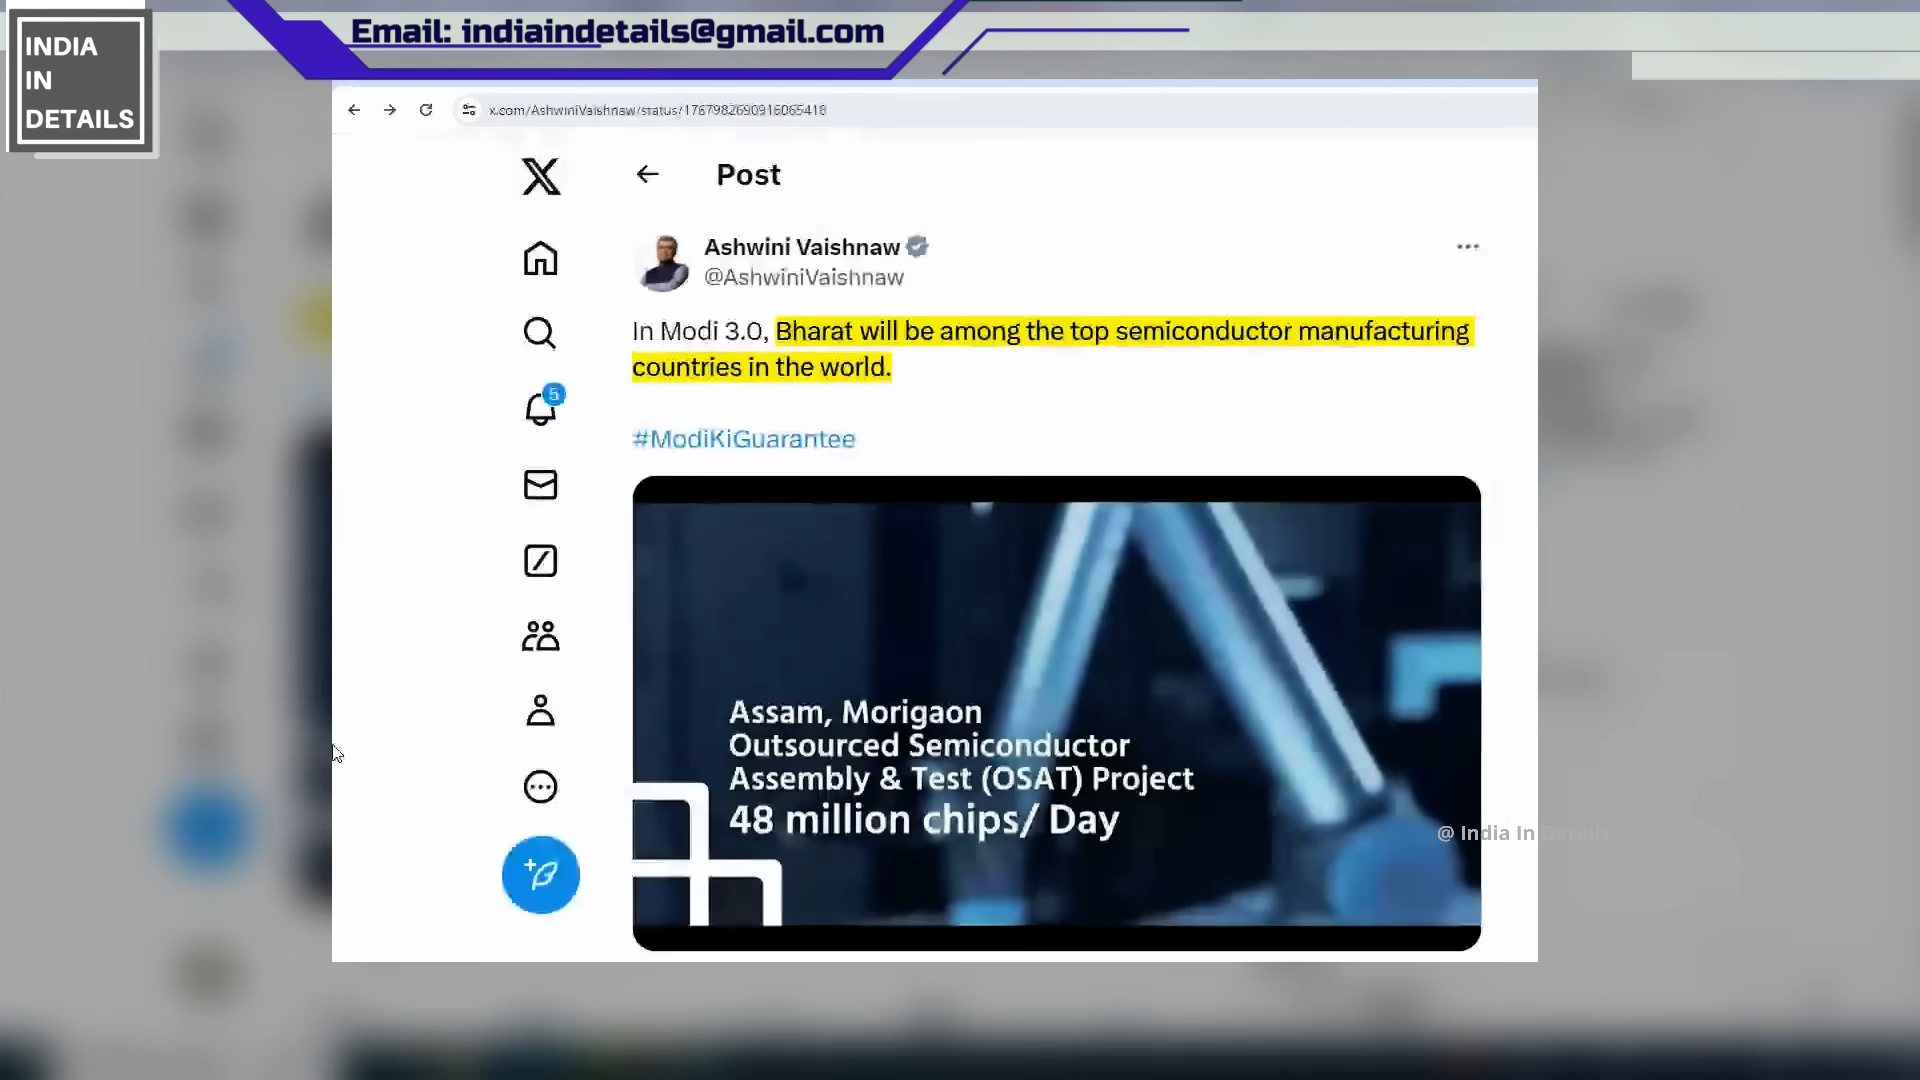 Email: indiaindetails@gmail.com
INDIA
IN
DETAILS
x.com/AshwiniVaishnaw/status/1767982690916065418
Post
Ashwini Vaishnaw
@AshwiniVaishnaw
In Modi 3.0, Bharat will be among the top semiconductor manufacturing
countries in the world.
5
#ModiKiGuarantee
Assam, Morigaon
Outsourced Semiconductor
Assembly & Test (OSAT) Project
48 million chips/ Day
@ India In Details